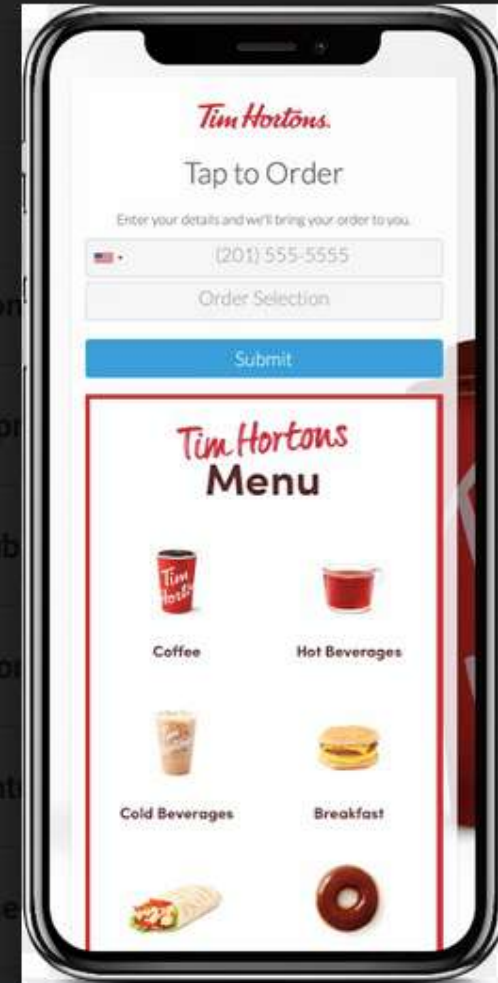 Tim Hortons.
Tap to Order
Enter your details and we'll bring your order to you.
(201) 555-5555
Order Selection
Submit
Tim Hortons
Menu
Tim
Coffee
Hot Beverages
Cold Beverages
Breakfast